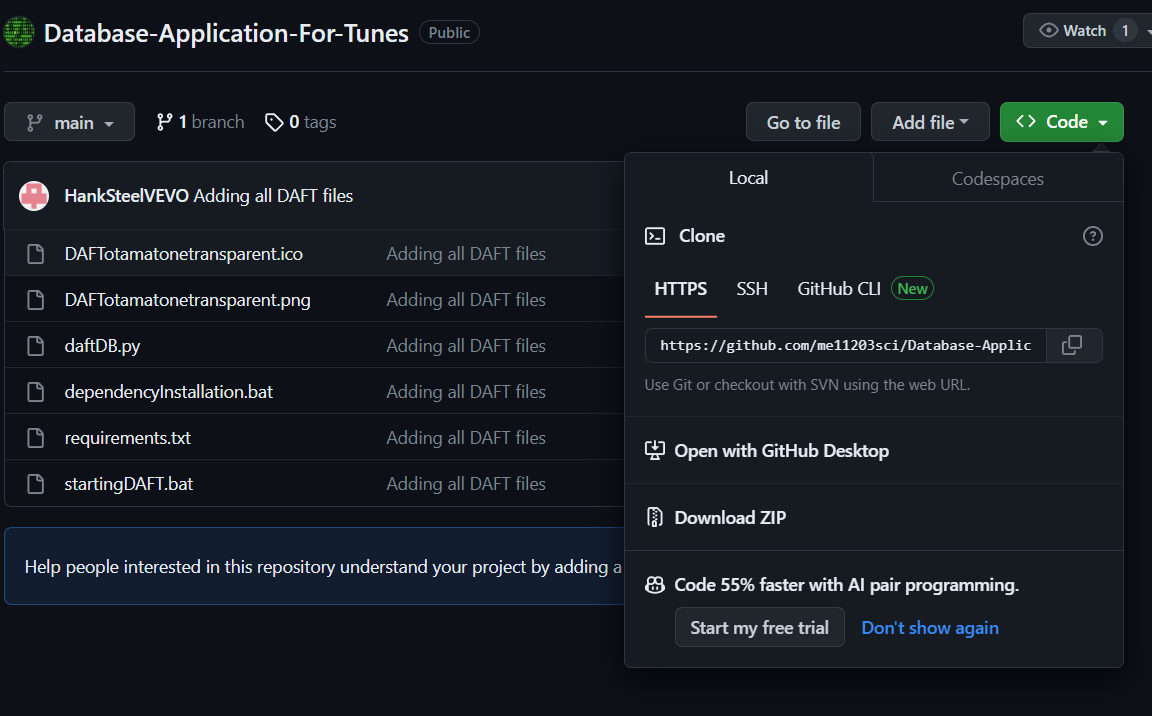 Database-Application-For-Tunes Public
Watch 1
main 1 branch 0 tags
Go to file Add file Code
HankSteelVEVO Adding all DAFT files
DAFTotamatonetransparent.ico Adding all DAFT files
DAFTotamatonetransparent.png Adding all DAFT files
daftDB.py Adding all DAFT files
dependencyInstallation.bat Adding all DAFT files
requirements.txt Adding all DAFT files
startingDAFT.bat Adding all DAFT files
Help people interested in this repository understand your project by adding a
Local Codespaces
Clone
HTTPS SSH GitHub CLI New
https://github.com/me11203sci/Database-Applic
Use Git or checkout with SVN using the web URL.
Open with GitHub Desktop
Download ZIP
Code 55% faster with AI pair programming.
Start my free trial Don't show again